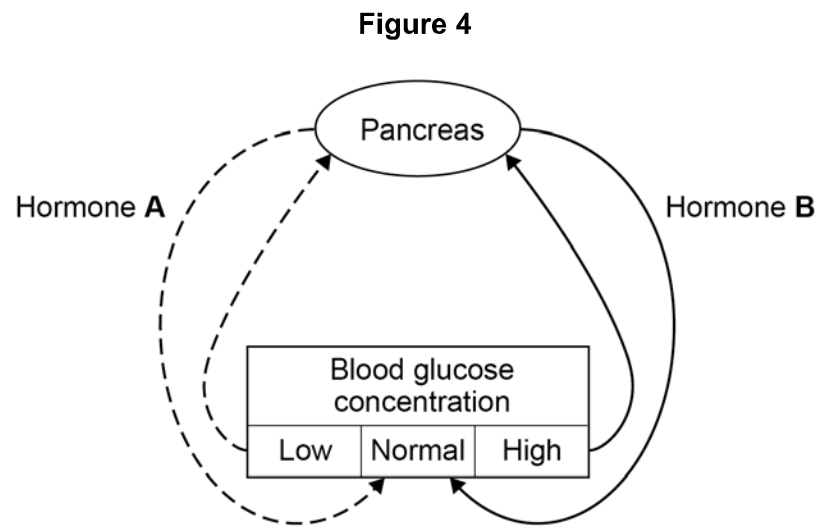 Figure 4
Pancreas
Hormone A
Hormone B
Blood glucose
concentration
Low
Normal
High